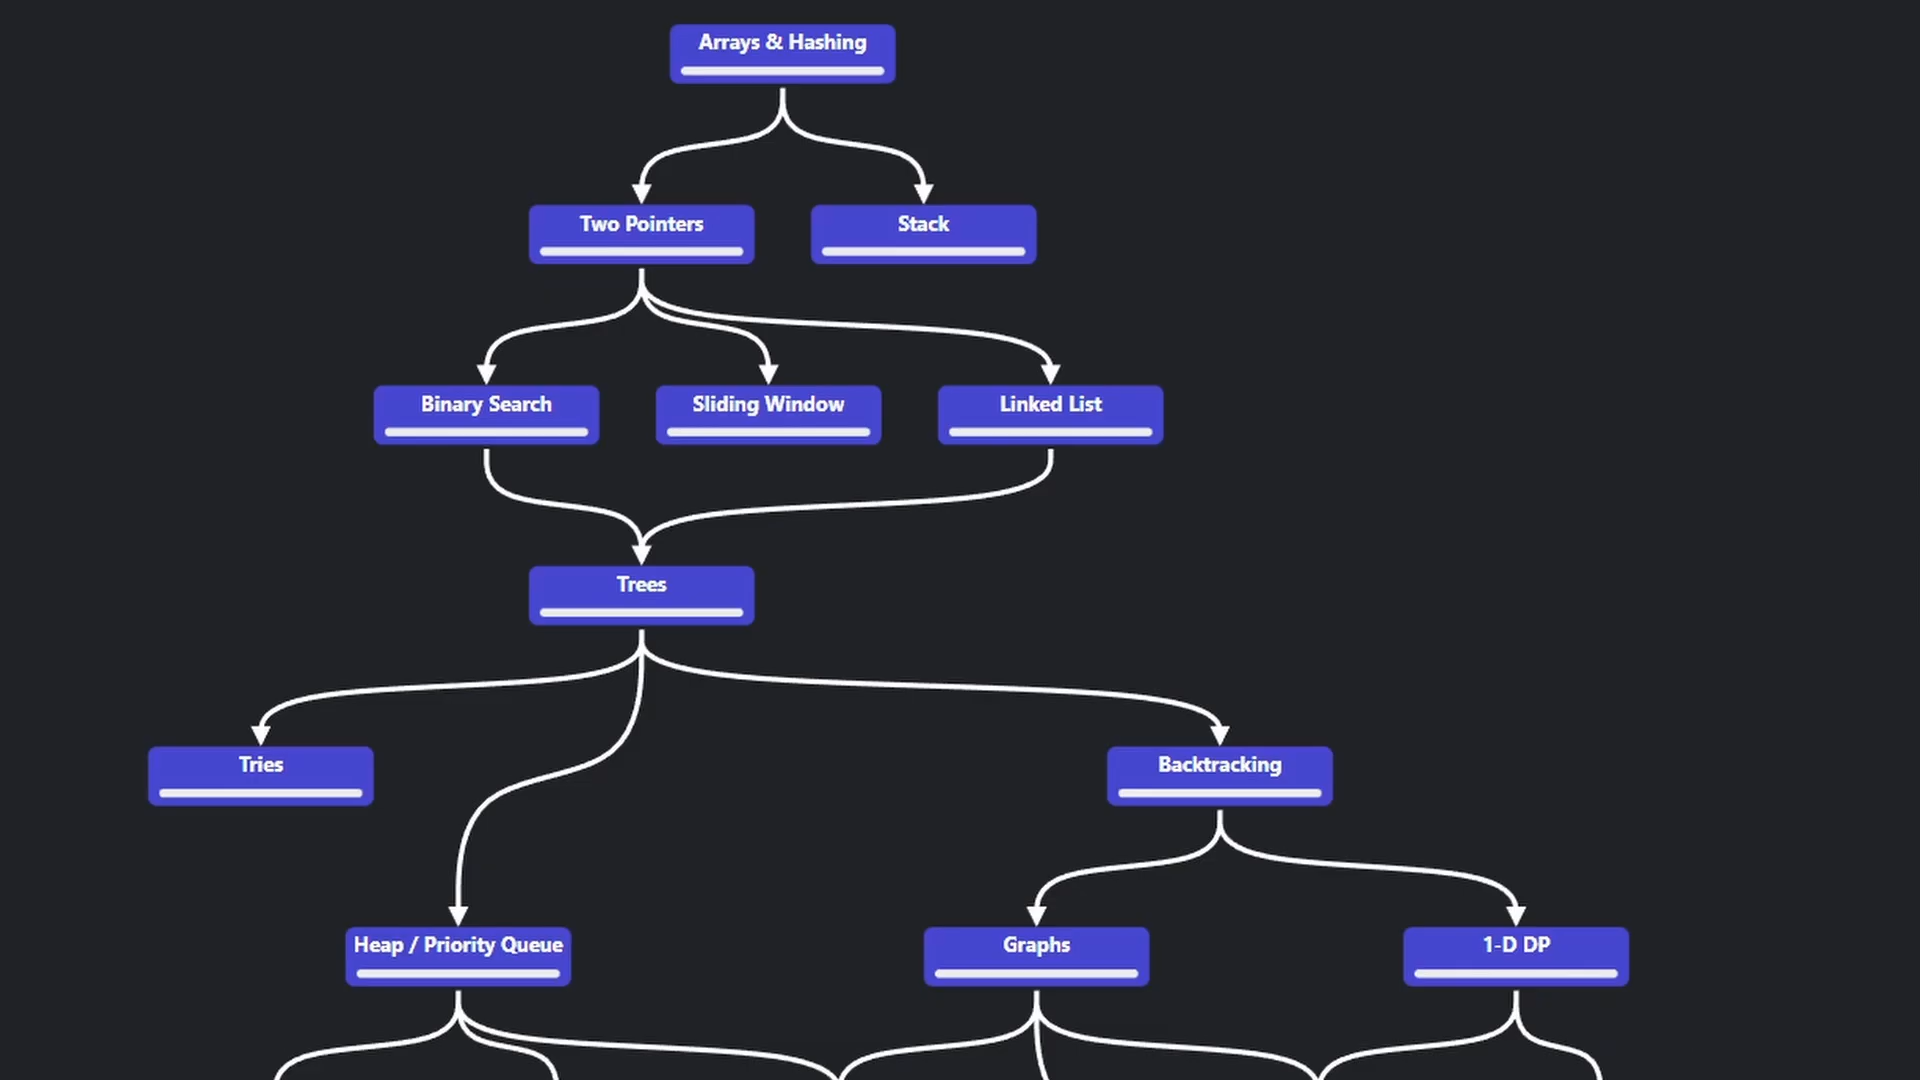 Arrays & Hashing
Two Pointers
Stack
Binary Search
Sliding Window
Linked List
Trees
Tries
Backtracking
Heap / Priority Queue
Graphs
1-D DP